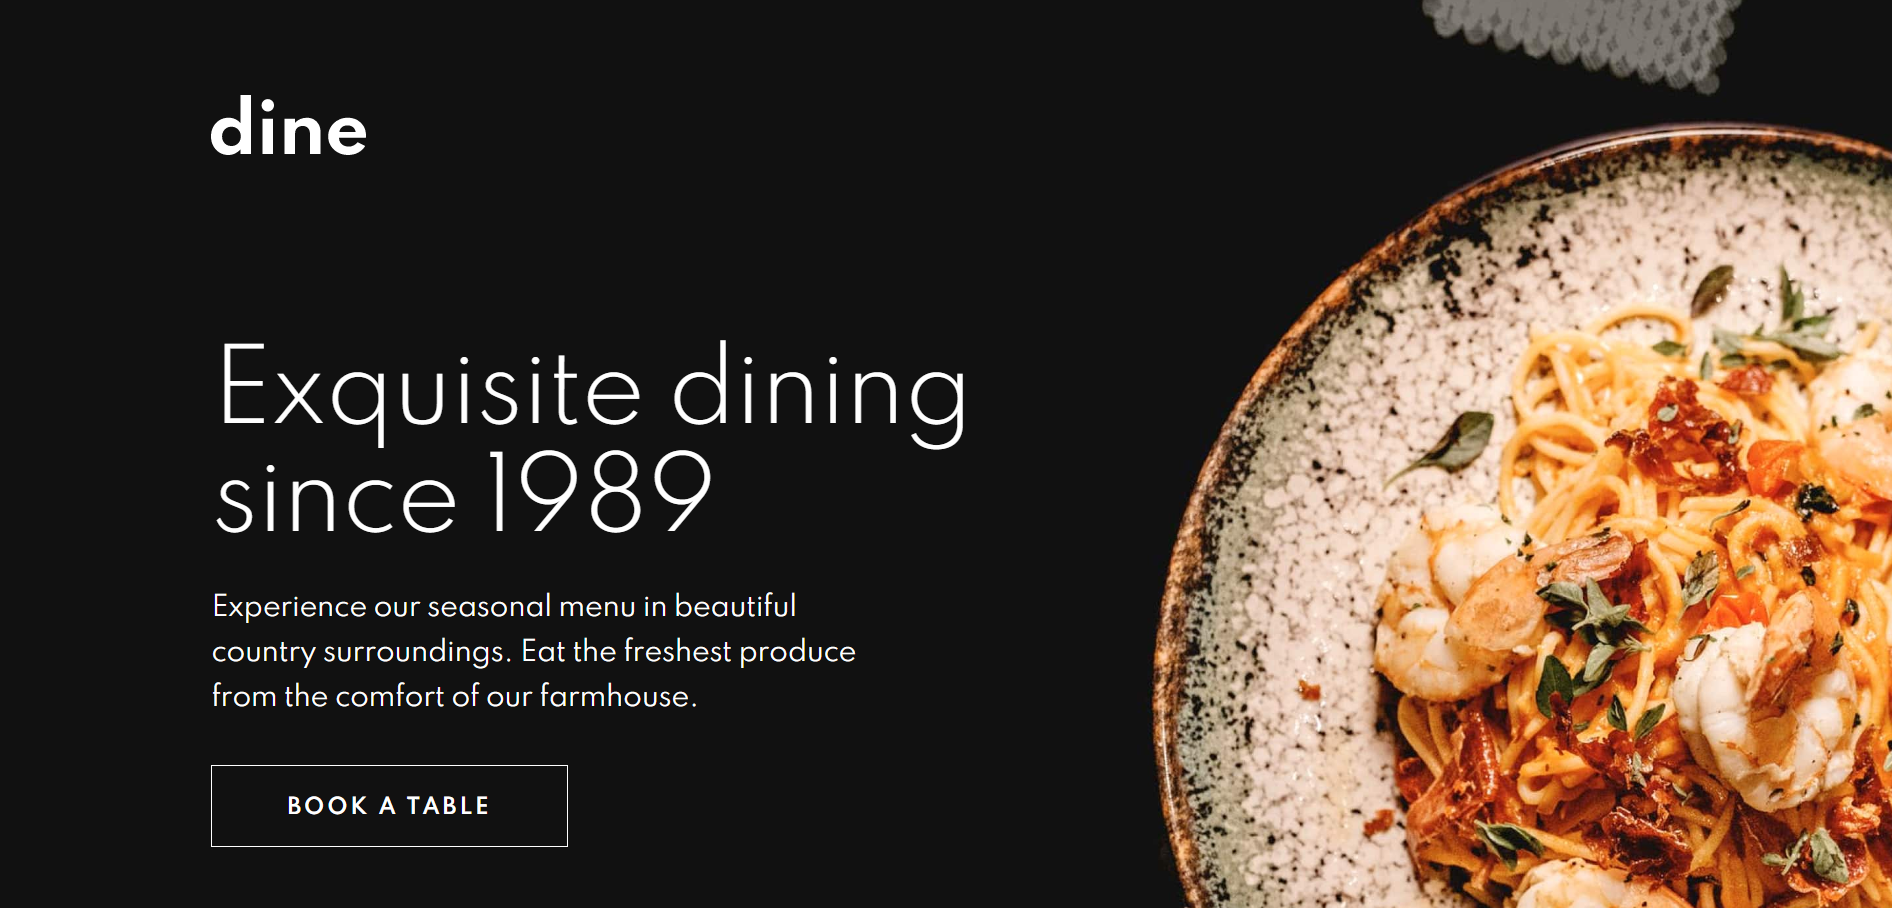 dine
Exquisite dining
since 1989
Experience our seasonal menu in beautiful
country surroundings. Eat the freshest produce
from the comfort of our farmhouse.
BOOK A TABLE